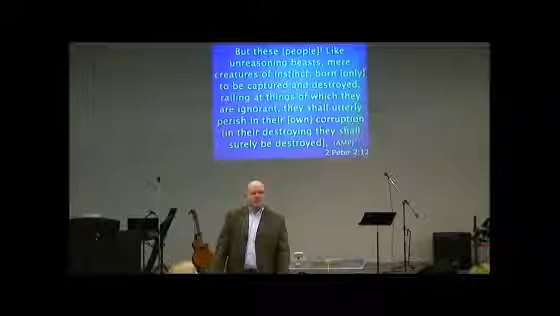 But these [people]! Like
unreasoning beasts, mere
creatures of instinct, born [only]
to be captured and destroyed,
railing at things of which they
are ignorant, they shall utterly
perish in their [own] corruption
[in their destroying they shall
surely be destroyed]. (AMP)
2 Peter 2:12